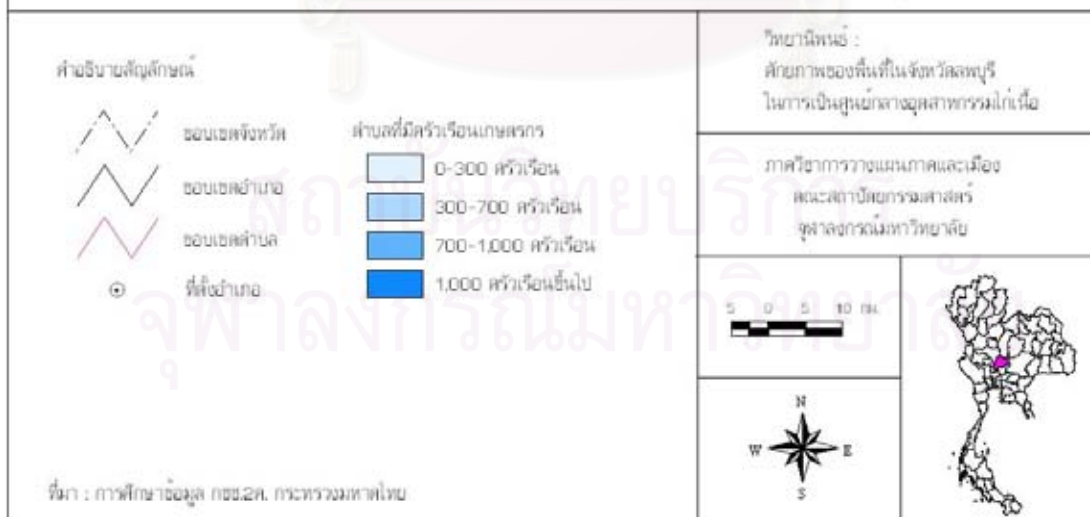 คำอธิบายสัญลักษณ์
ขอบเขตจังหวัด
ขอบเขตอำเภอ
ขอบเขตตำบล
ที่ตั้งอำเภอ
ตำบลที่มีครัวเรือนเกษตรกร
0-300 ครัวเรือน
300-700 ครัวเรือน
700-1,000 ครัวเรือน
1,000 ครัวเรือนขึ้นไป
ที่มา : การศึกษาข้อมูล กชช.2ค. กระทรวงมหาดไทย
วิทยานิพนธ์ :
ศักยภาพของพื้นที่ในจังหวัดลพบุรี
ในการเป็นศูนย์กลางอุตสาหกรรมไก่เนื้อ
ภาควิชาการวางแผนภาคและเมือง
คณะสถาปัตยกรรมศาสตร์
จุฬาลงกรณ์มหาวิทยาลัย
5 0 5 10 กม.
N
W E
S
สถาบันวิทยบริการ
จุฬาลงกรณ์มหาวิทยาลัย